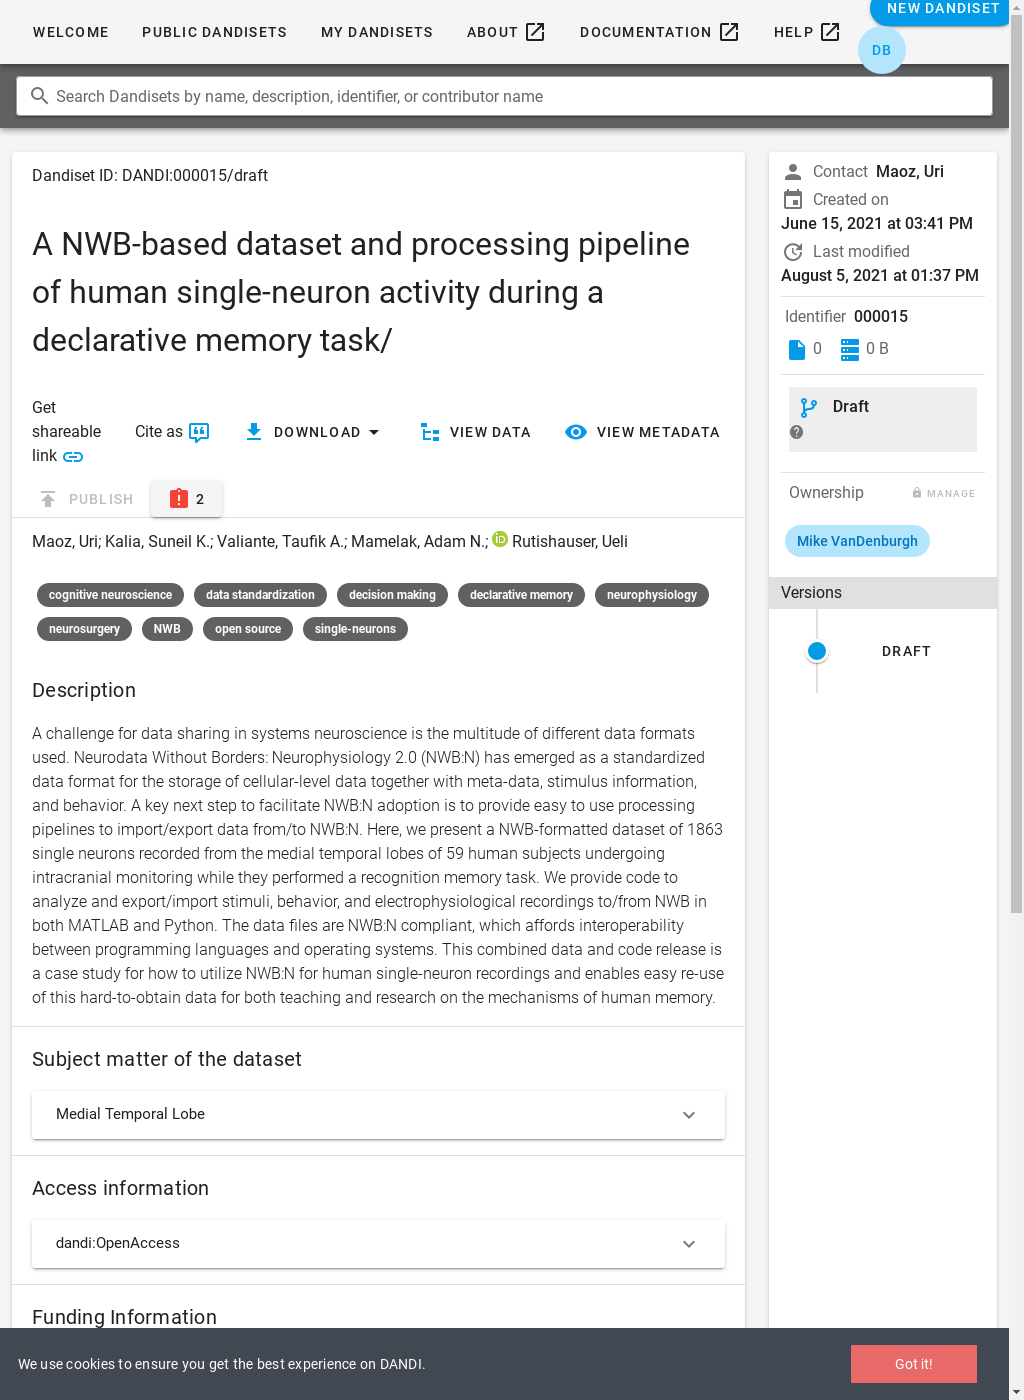 WELCOME PUBLIC DANDISETS MY DANDISETS ABOUT DOCUMENTATION HELP NEW DANDISET
DB
Search Dandisets by name, description, identifier, or contributor name
Dandiset ID: DANDI:000015/draft
A NWB-based dataset and processing pipeline
of human single-neuron activity during a
declarative memory task/
Get
shareable
link
Cite as
DOWNLOAD
VIEW DATA
VIEW METADATA
PUBLISH
2
Maoz, Uri; Kalia, Suneil K.; Valiante, Taufik A.; Mamelak, Adam N.; iD Rutishauser, Ueli
cognitive neuroscience data standardization decision making declarative memory neurophysiology
neurosurgery NWB open source single-neurons
Description
A challenge for data sharing in systems neuroscience is the multitude of different data formats
used. Neurodata Without Borders: Neurophysiology 2.0 (NWB:N) has emerged as a standardized
data format for the storage of cellular-level data together with meta-data, stimulus information,
and behavior. A key next step to facilitate NWB:N adoption is to provide easy to use processing
pipelines to import/export data from/to NWB:N. Here, we present a NWB-formatted dataset of 1863
single neurons recorded from the medial temporal lobes of 59 human subjects undergoing
intracranial monitoring while they performed a recognition memory task. We provide code to
analyze and export/import stimuli, behavior, and electrophysiological recordings to/from NWB in
both MATLAB and Python. The data files are NWB:N compliant, which affords interoperability
between programming languages and operating systems. This combined data and code release is
a case study for how to utilize NWB:N for human single-neuron recordings and enables easy re-use
of this hard-to-obtain data for both teaching and research on the mechanisms of human memory.
Subject matter of the dataset
Medial Temporal Lobe
Access information
dandi:OpenAccess
Funding Information
Contact Maoz, Uri
Created on
June 15, 2021 at 03:41 PM
Last modified
August 5, 2021 at 01:37 PM
Identifier 000015
0 0 B
Draft
Ownership MANAGE
Mike VanDenburgh
Versions
DRAFT
We use cookies to ensure you get the best experience on DANDI.
Got it!